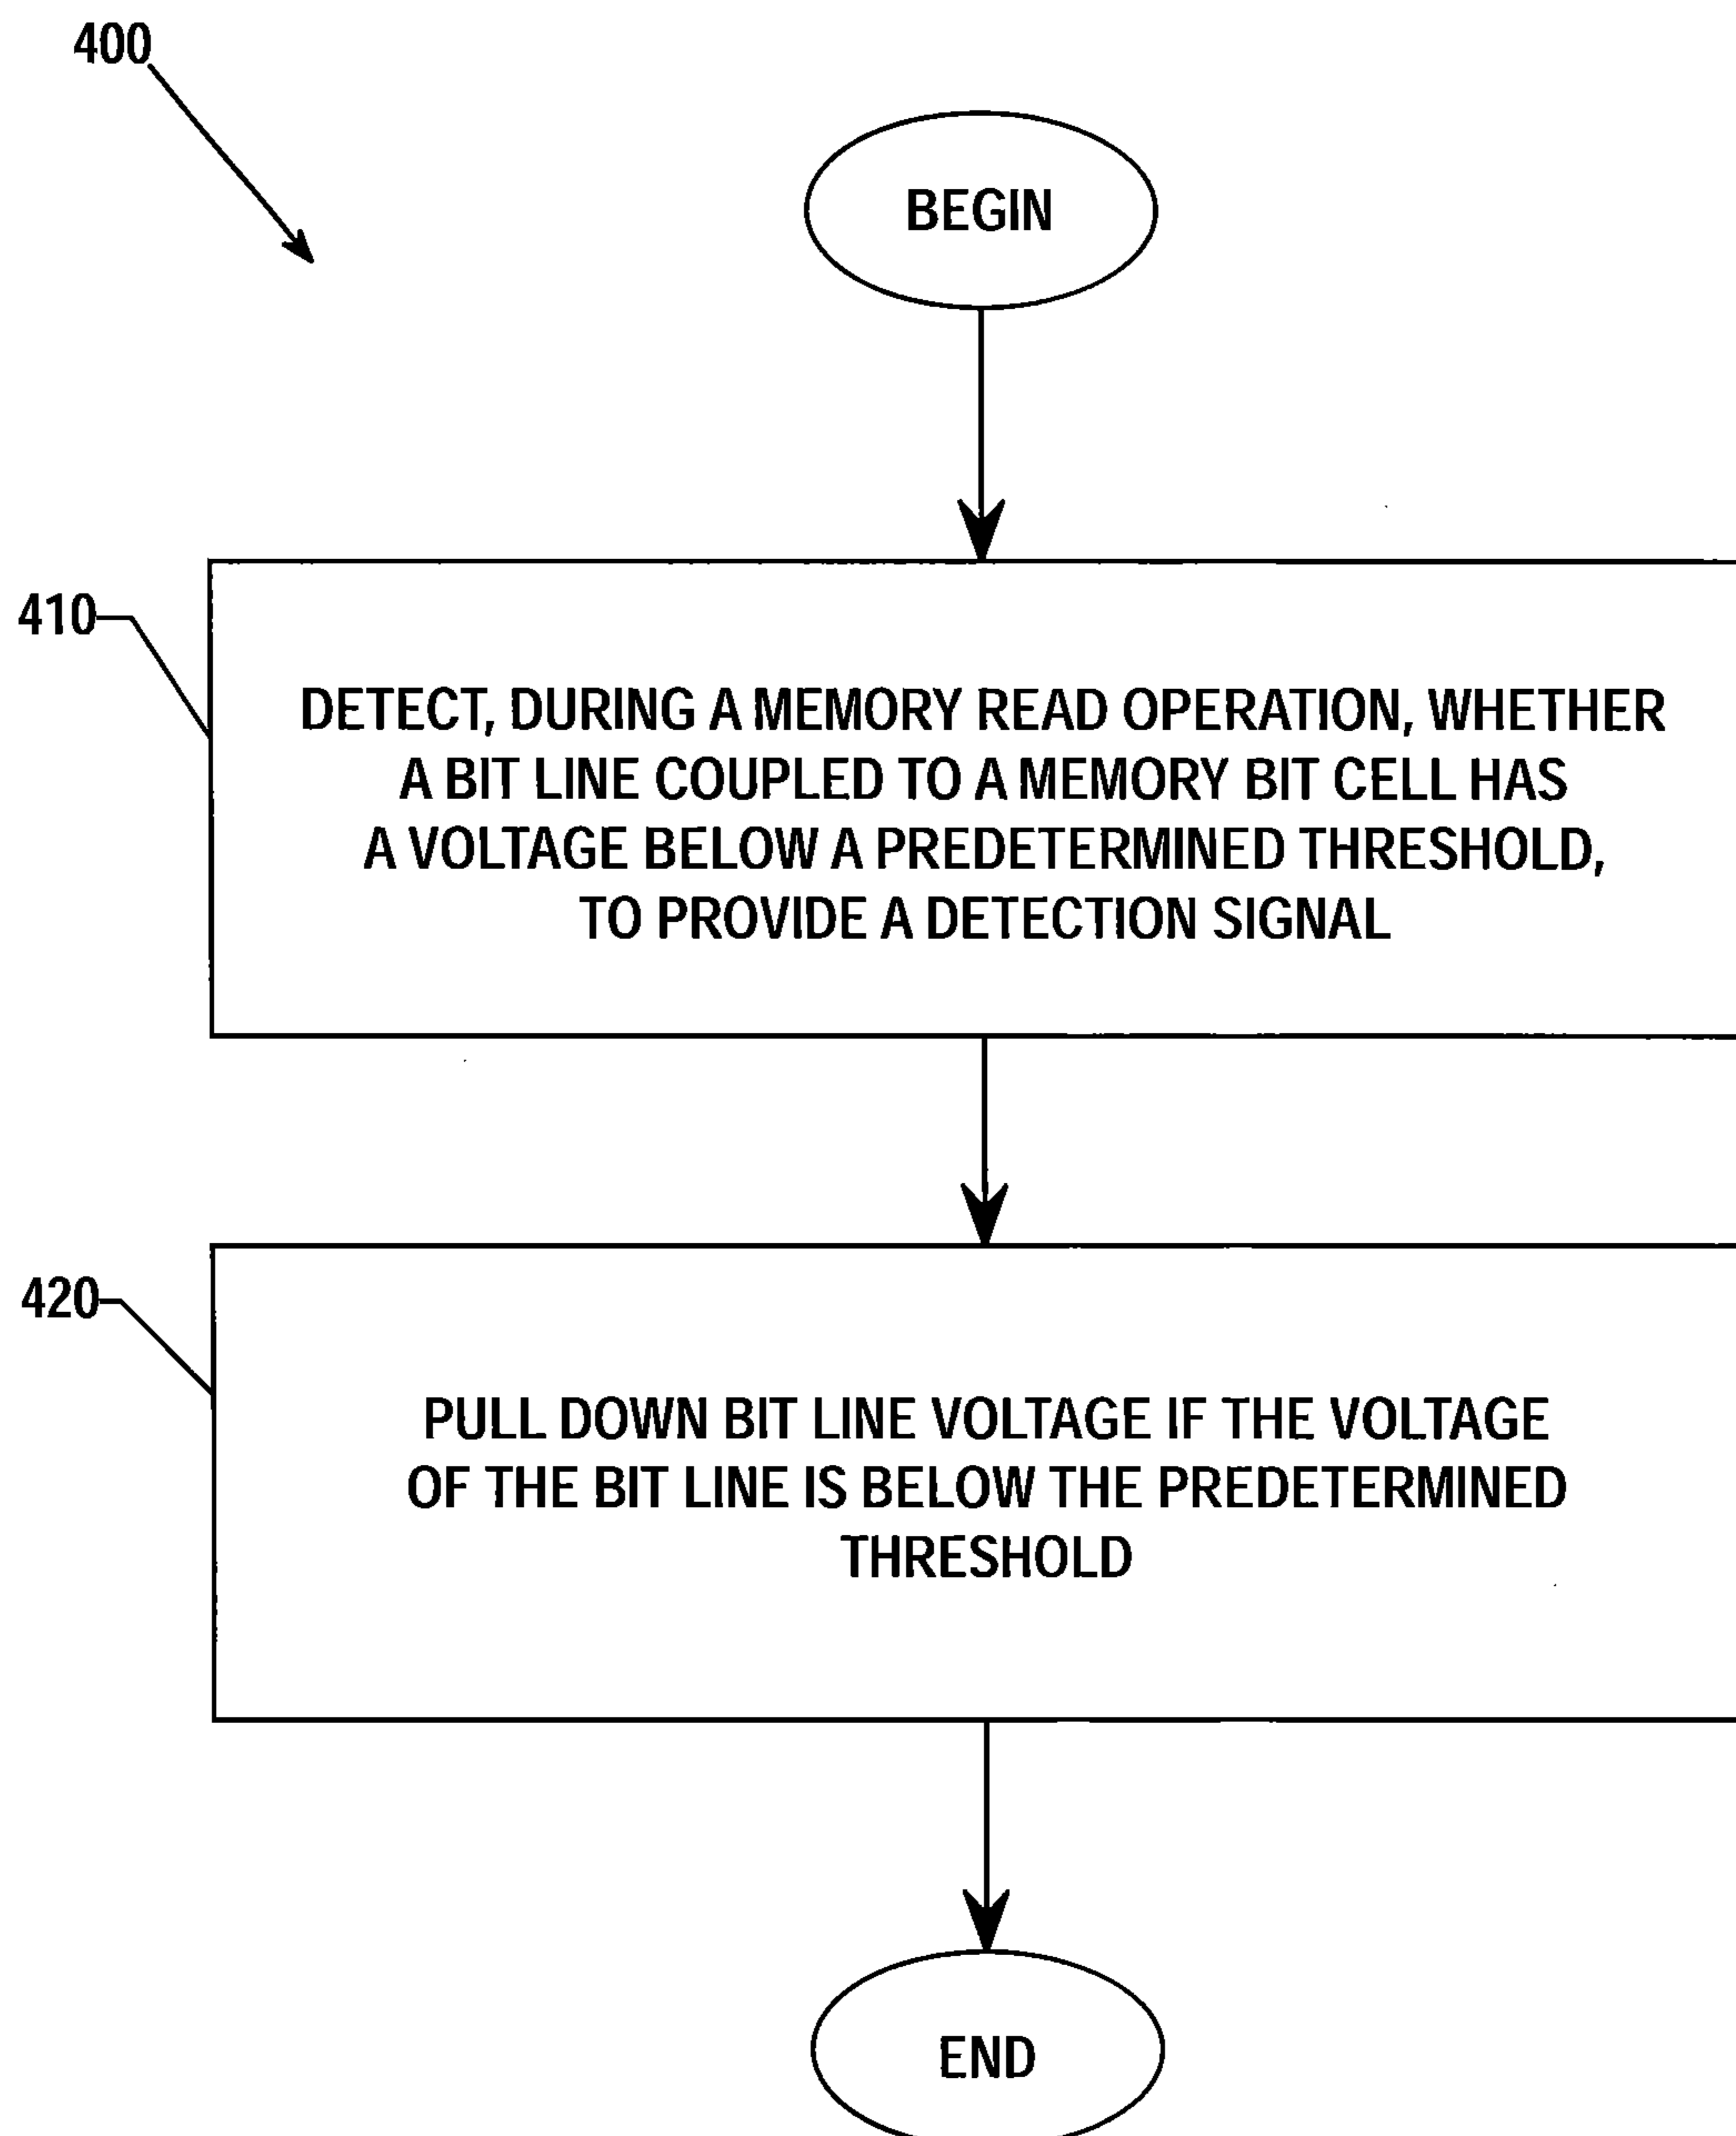 400
BEGIN
410
DETECT, DURING A MEMORY READ OPERATION, WHETHER
A BIT LINE COUPLED TO A MEMORY BIT CELL HAS
A VOLTAGE BELOW A PREDETERMINED THRESHOLD,
TO PROVIDE A DETECTION SIGNAL
420
PULL DOWN BIT LINE VOLTAGE IF THE VOLTAGE
OF THE BIT LINE IS BELOW THE PREDETERMINED
THRESHOLD
END